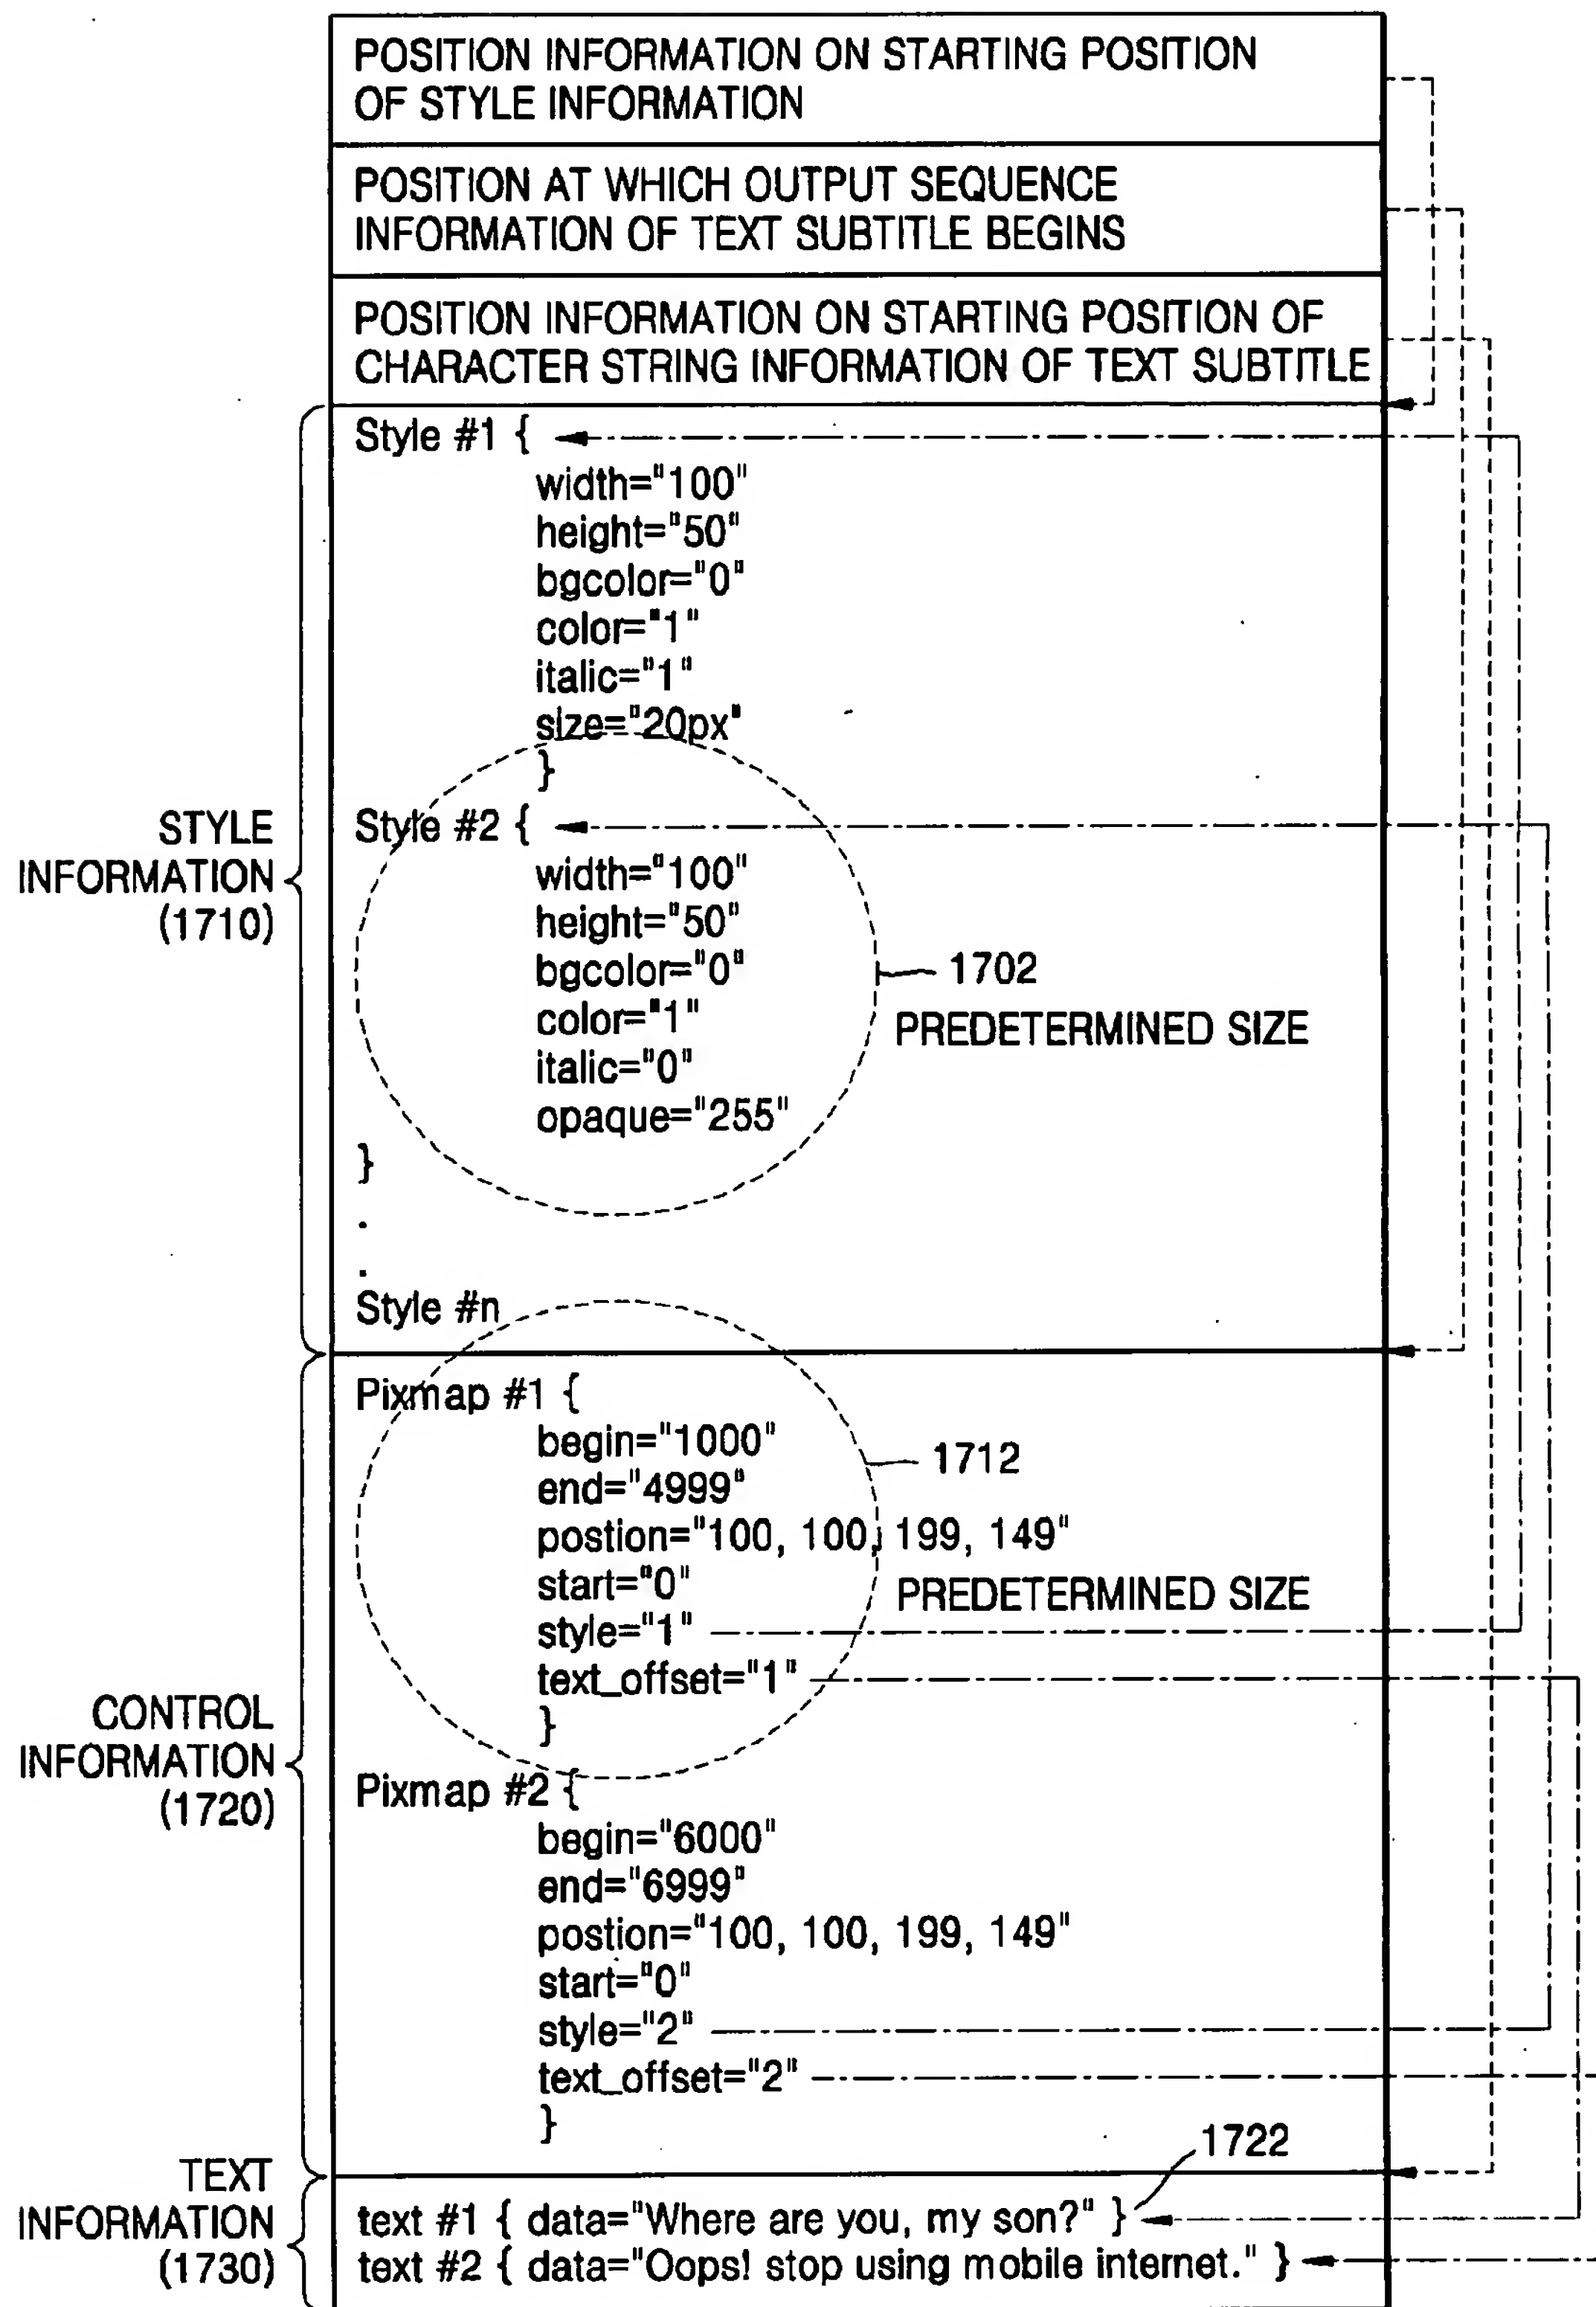 POSITION INFORMATION ON STARTING POSITION
OF STYLE INFORMATION
POSITION AT WHICH OUTPUT SEQUENCE
INFORMATION OF TEXT SUBTITLE BEGINS
POSITION INFORMATION ON STARTING POSITION OF
CHARACTER STRING INFORMATION OF TEXT SUBTITLE
STYLE
INFORMATION
(1710)
Style #1 {
width="100"
height="50"
bgcolor="0"
color="1"
italic="1"
size="20px"
}
Style #2 {
width="100"
height="50"
bgcolor="0"
color="1"
italic="0"
opaque="255"
}
.
.
Style #n
1702
PREDETERMINED SIZE
CONTROL
INFORMATION
(1720)
Pixmap #1 {
begin="1000"
end="4999"
postion="100, 100, 199, 149"
start="0"
style="1"
text_offset="1"
}
1712
PREDETERMINED SIZE
Pixmap #2 {
begin="6000"
end="6999"
postion="100, 100, 199, 149"
start="0"
style="2"
text_offset="2"
}
1722
TEXT
INFORMATION
(1730)
text #1 { data="Where are you, my son?" }
text #2 { data="Oops! stop using mobile internet." }